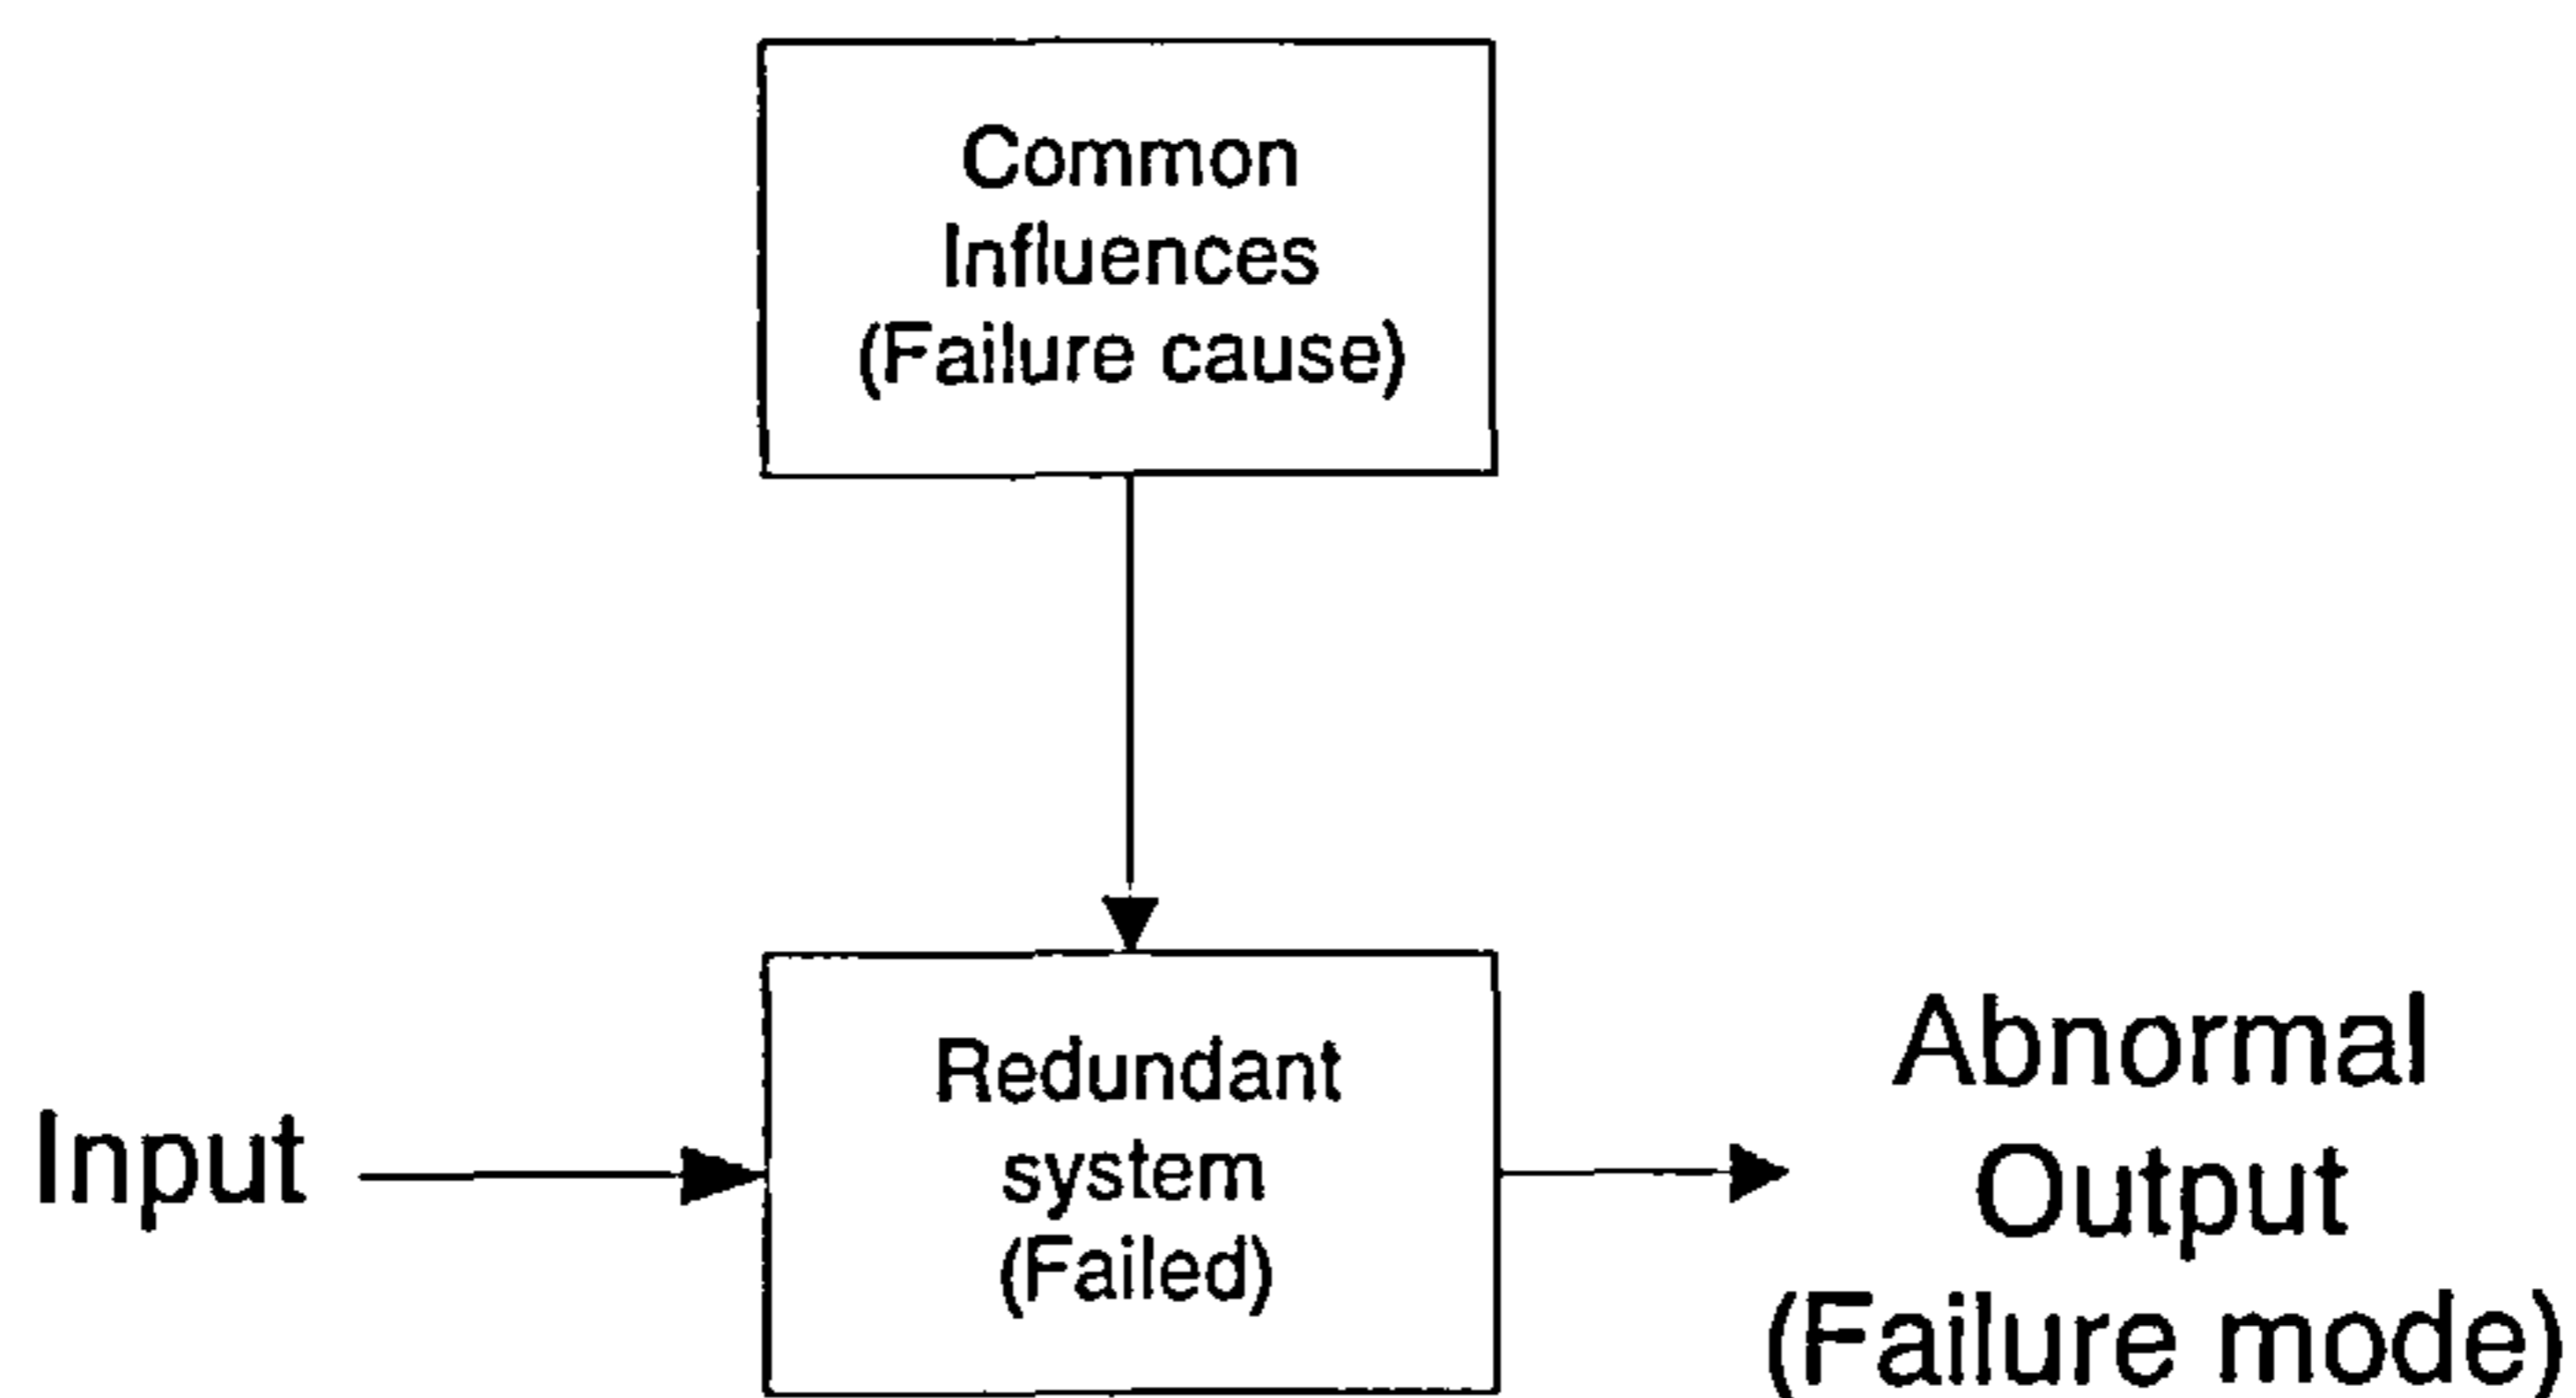 Common
Influences
(Failure cause)
Input
Redundant
system
(Failed)
Abnormal
Output
(Failure mode)